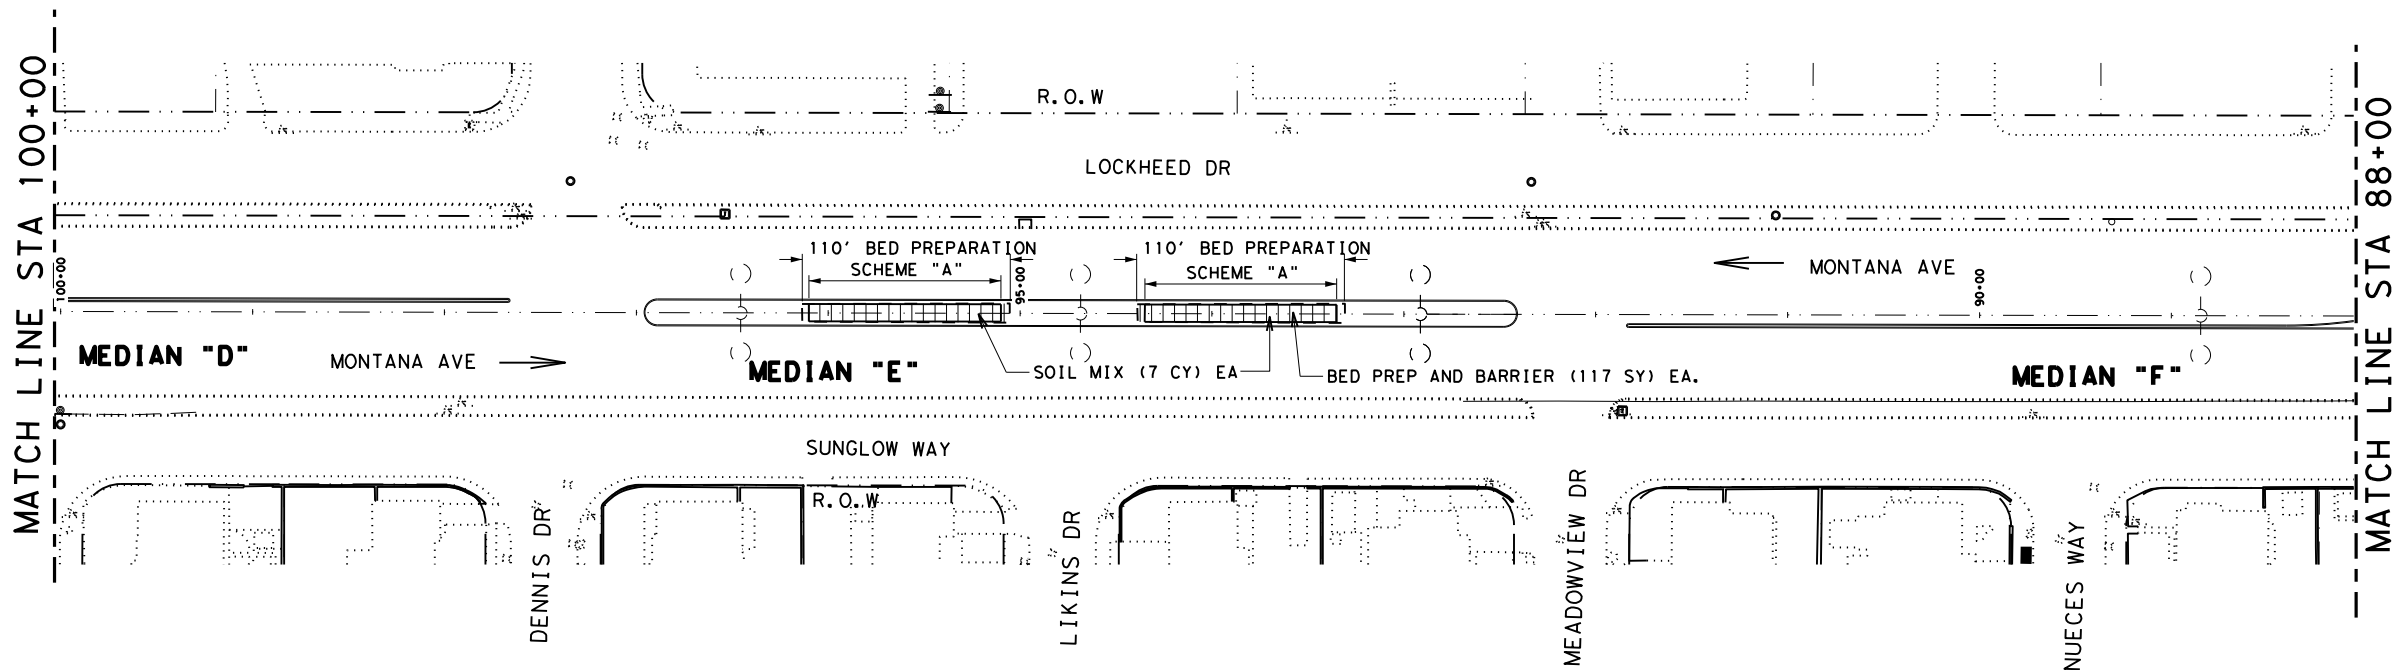 MATCH LINE STA 100+00
R.O.W
LOCKHEED DR
110' BED PREPARATION
SCHEME "A"
110' BED PREPARATION
SCHEME "A"
100+00
95+00
90+00
MONTANA AVE
MEDIAN "D"
MONTANA AVE
MEDIAN "E"
SOIL MIX (7 CY) EA
BED PREP AND BARRIER (117 SY) EA.
MEDIAN "F"
SUNGLOW WAY
R.O.W
DENNIS DR
LIKINS DR
MEADOWVIEW DR
NUECES WAY
MATCH LINE STA 88+00